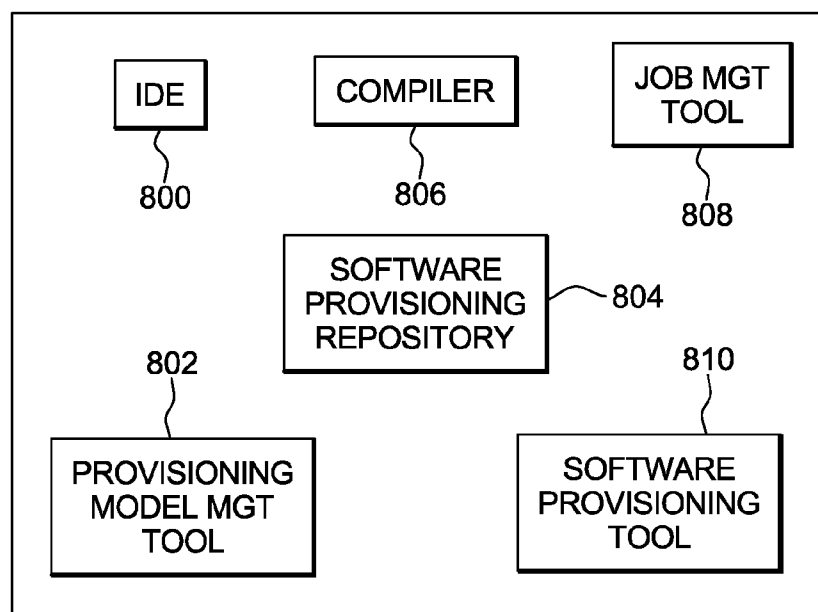 IDE
800
COMPILER
806
JOB MGT
TOOL
808
SOFTWARE
PROVISIONING
REPOSITORY
804
802
PROVISIONING
MODEL MGT
TOOL
810
SOFTWARE
PROVISIONING
TOOL